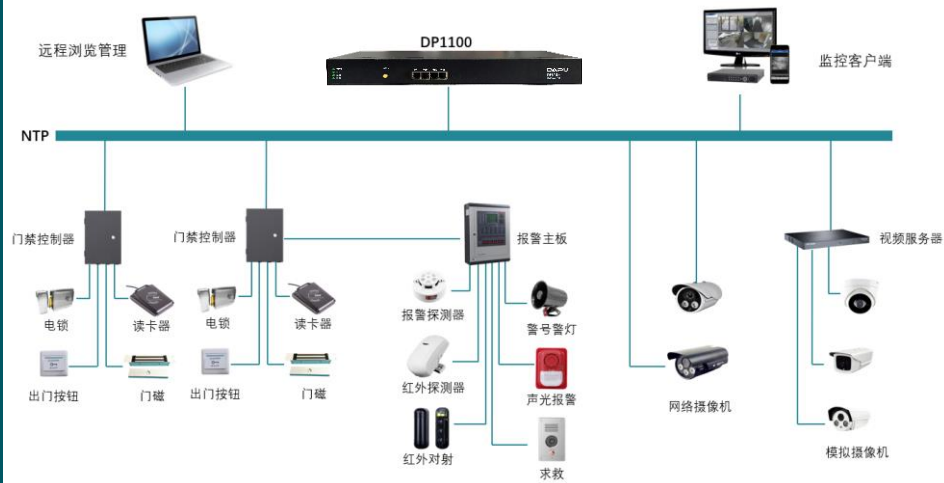 DP1100
远程浏览管理
监控客户端
DAPU
NTP
门禁控制器
门禁控制器
报警主板
视频服务器
电锁
读卡器
电锁
读卡器
报警探测器
警号警灯
出门按钮
门磁
出门按钮
门磁
红外探测器
声光报警
网络摄像机
红外对射
求救
模拟摄像机